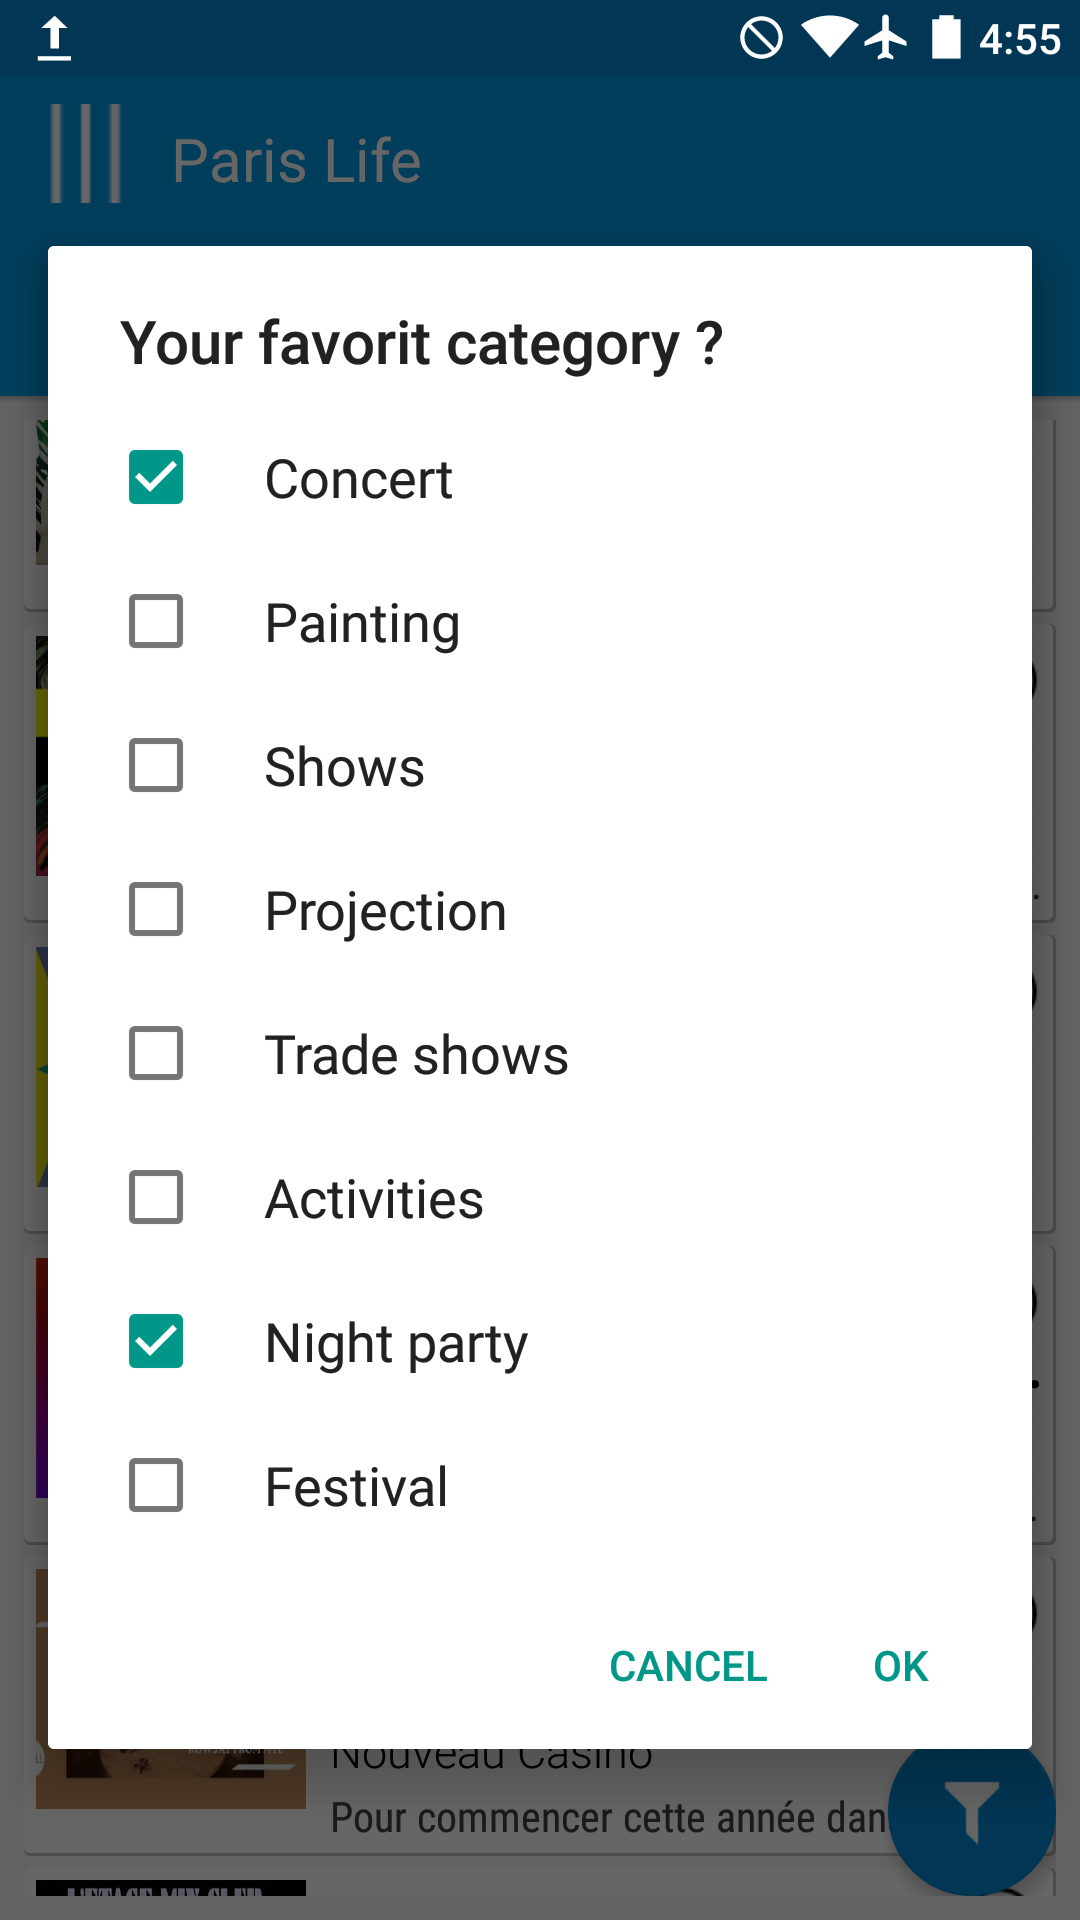 4:55
Paris Life
Your favorit category ?
Concert
Painting
Shows
Projection
Trade shows
Activities
Night party
Festival
CANCEL
OK
Nouveau Casino
Pour commencer cette année dan